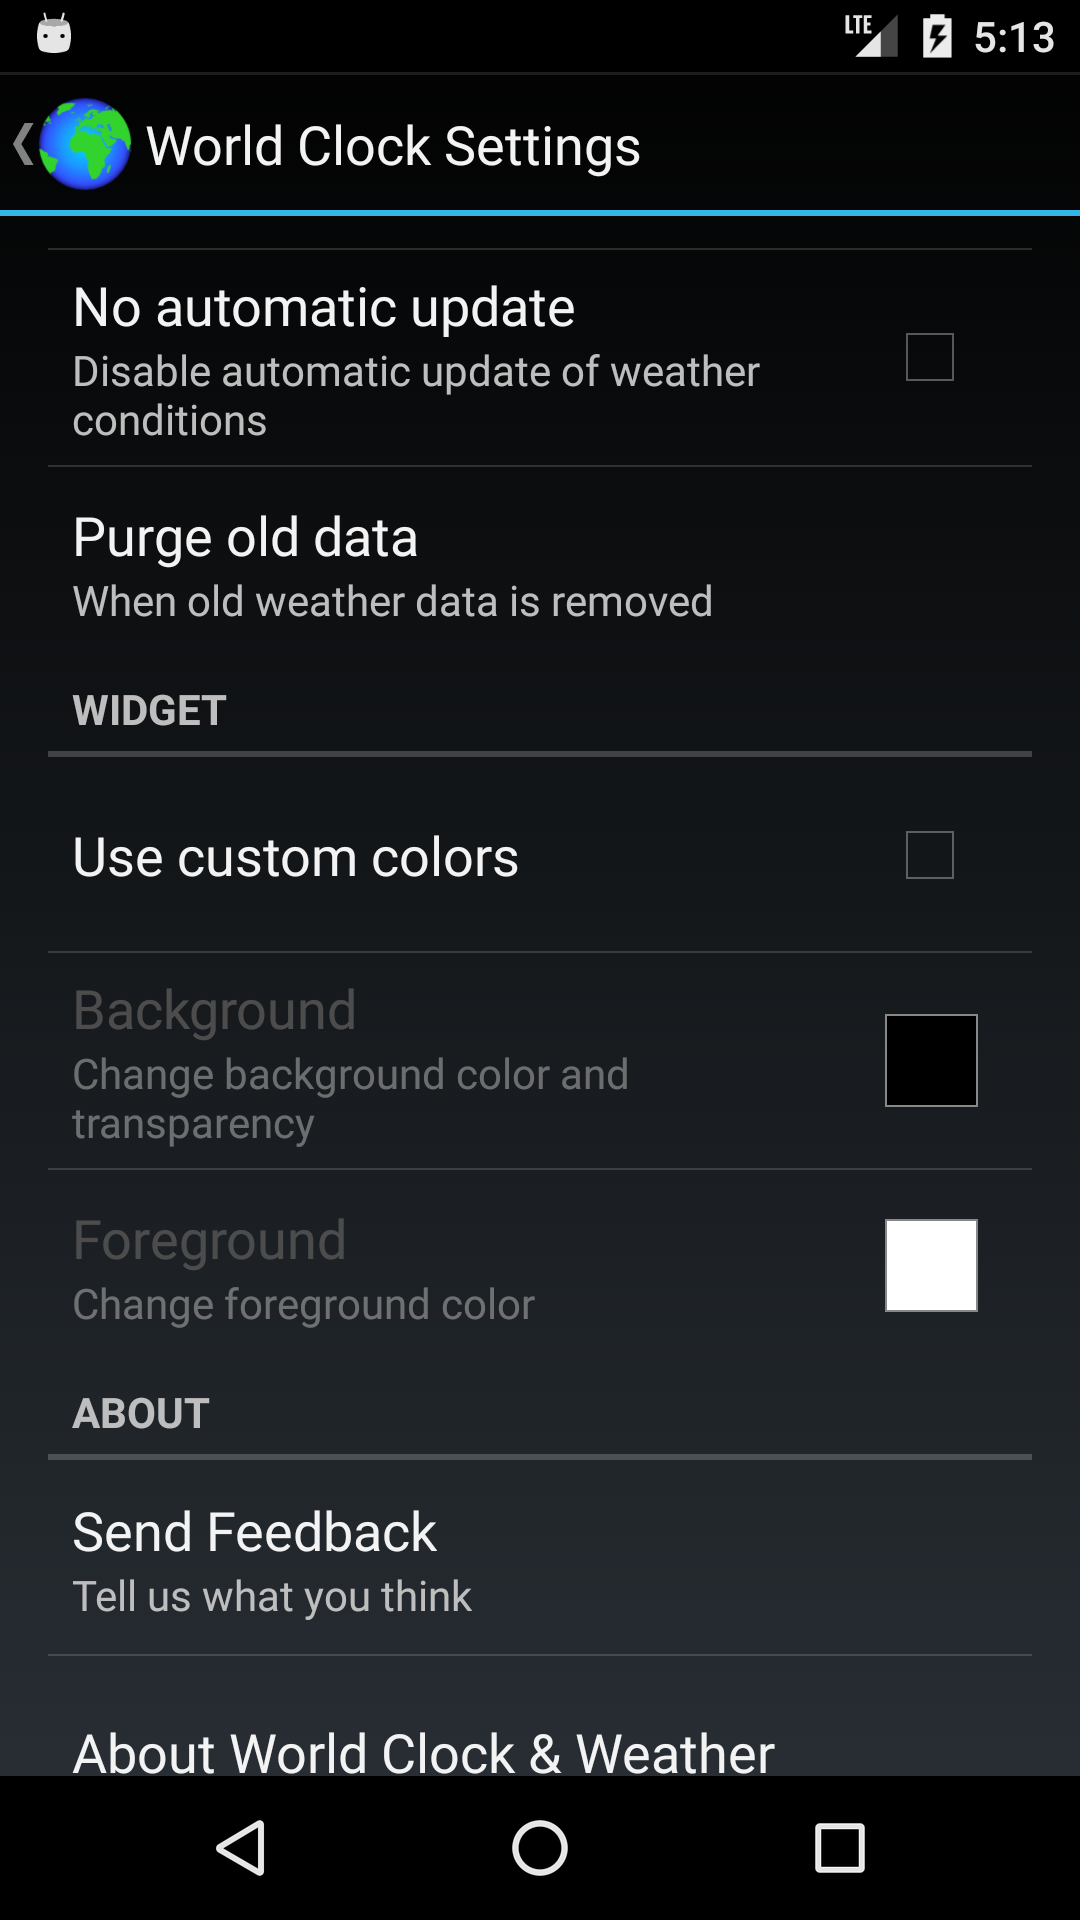 LTE 5:13
World Clock Settings
No automatic update
Disable automatic update of weather
conditions
Purge old data
When old weather data is removed
WIDGET
Use custom colors
Background
Change background color and
transparency
Foreground
Change foreground color
ABOUT
Send Feedback
Tell us what you think
About World Clock & Weather